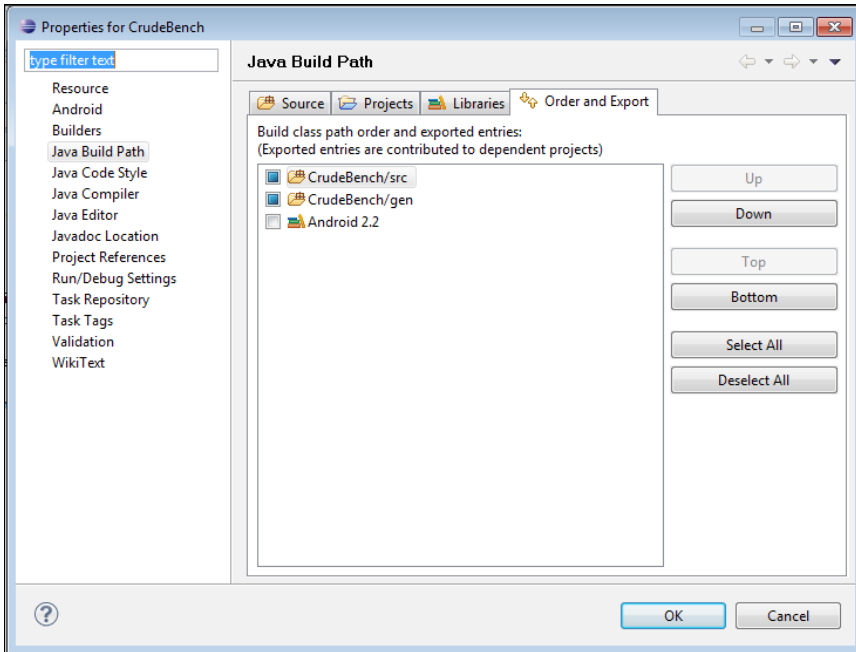 Properties for CrudeBench
type filter text
Resource
Android
Builders
Java Build Path
Java Code Style
Java Compiler
Java Editor
Javadoc Location
Project References
Run/Debug Settings
Task Repository
Task Tags
Validation
WikiText
Java Build Path
Source Projects Libraries Order and Export
Build class path order and exported entries:
(Exported entries are contributed to dependent projects)
CrudeBench/src
CrudeBench/gen
Android 2.2
Up
Down
Top
Bottom
Select All
Deselect All
OK Cancel